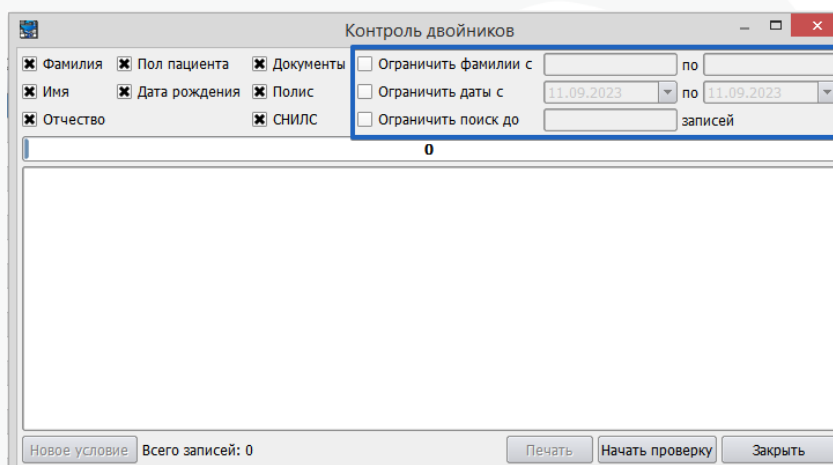 Контроль двойников
Фамилия Пол пациента Документы Ограничить фамилии с по
Имя Дата рождения Полис Ограничить даты с 11.09.2023 по 11.09.2023
Отчество СНИЛС Ограничить поиск до записей
0
Новое условие Всего записей: 0 Печать Начать проверку Закрыть